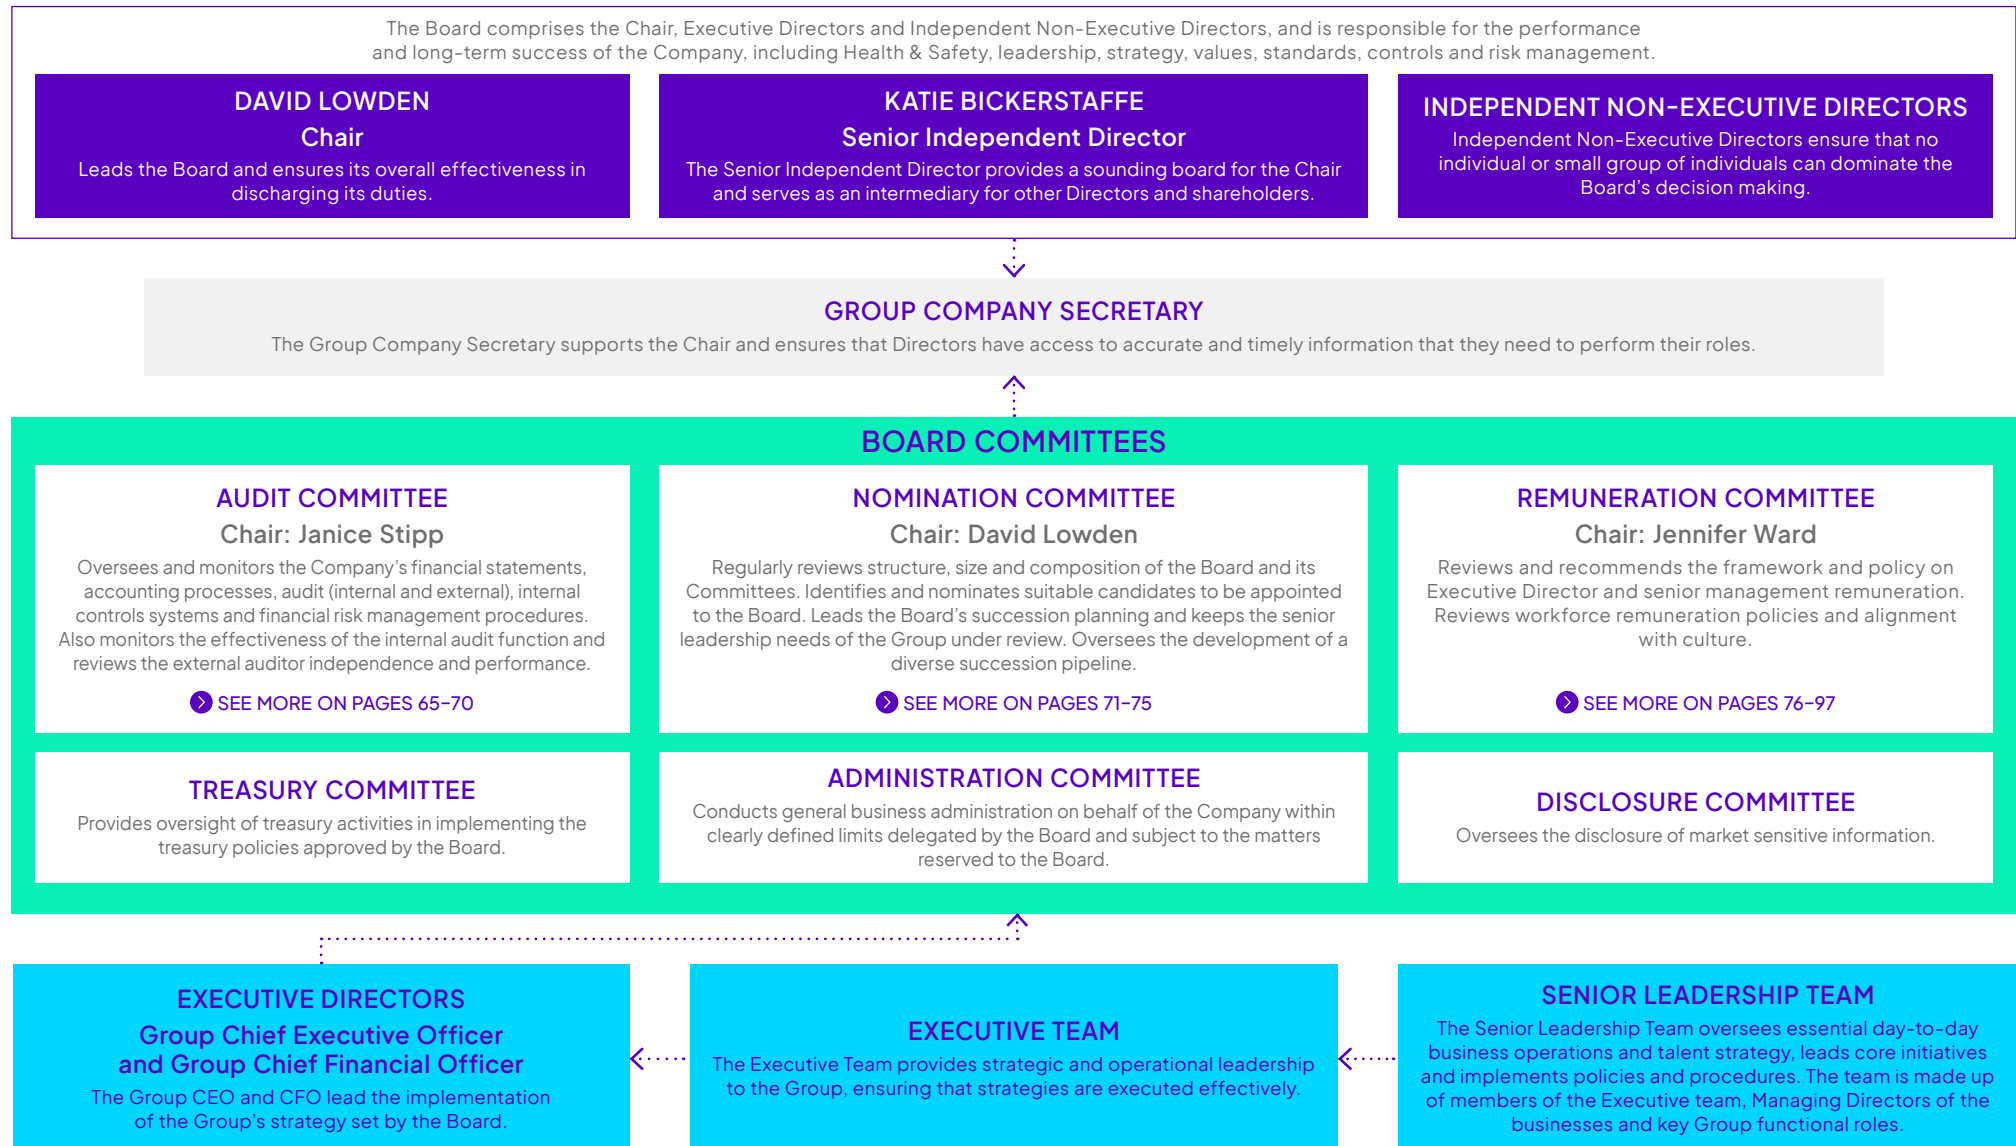 The Board comprises the Chair, Executive Directors and Independent Non-Executive Directors, and is responsible for the performance
and long-term success of the Company, including Health & Safety, leadership, strategy, values, standards, controls and risk management.
DAVID LOWDEN
Chair
Leads the Board and ensures its overall effectiveness in
discharging its duties.
KATIE BICKERSTAFFE
Senior Independent Director
The Senior Independent Director provides a sounding board for the Chair
and serves as an intermediary for other Directors and shareholders.
INDEPENDENT NON-EXECUTIVE DIRECTORS
Independent Non-Executive Directors ensure that no
individual or small group of individuals can dominate the
Board's decision making.
GROUP COMPANY SECRETARY
The Group Company Secretary supports the Chair and ensures that Directors have access to accurate and timely information that they need to perform their roles.
BOARD COMMITTEES
AUDIT COMMITTEE
Chair: Janice Stipp
Oversees and monitors the Company's financial statements,
accounting processes, audit (internal and external), internal
controls systems and financial risk management procedures.
Also monitors the effectiveness of the internal audit function and
reviews the external auditor independence and performance.
SEE MORE ON PAGES 65–70
NOMINATION COMMITTEE
Chair: David Lowden
Regularly reviews structure, size and composition of the Board and its
Committees. Identifies and nominates suitable candidates to be appointed
to the Board. Leads the Board's succession planning and keeps the senior
leadership needs of the Group under review. Oversees the development of a
diverse succession pipeline.
SEE MORE ON PAGES 71–75
REMUNERATION COMMITTEE
Chair: Jennifer Ward
Reviews and recommends the framework and policy on
Executive Director and senior management remuneration.
Reviews workforce remuneration policies and alignment
with culture.
SEE MORE ON PAGES 76–97
TREASURY COMMITTEE
Provides oversight of treasury activities in implementing the
treasury policies approved by the Board.
ADMINISTRATION COMMITTEE
Conducts general business administration on behalf of the Company within
clearly defined limits delegated by the Board and subject to the matters
reserved to the Board.
DISCLOSURE COMMITTEE
Oversees the disclosure of market sensitive information.
EXECUTIVE DIRECTORS
Group Chief Executive Officer
and Group Chief Financial Officer
The Group CEO and CFO lead the implementation
of the Group's strategy set by the Board.
EXECUTIVE TEAM
The Executive Team provides strategic and operational leadership
to the Group, ensuring that strategies are executed effectively.
SENIOR LEADERSHIP TEAM
The Senior Leadership Team oversees essential day-to-day
business operations and talent strategy, leads core initiatives
and implements policies and procedures. The team is made up
of members of the Executive team, Managing Directors of the
businesses and key Group functional roles.